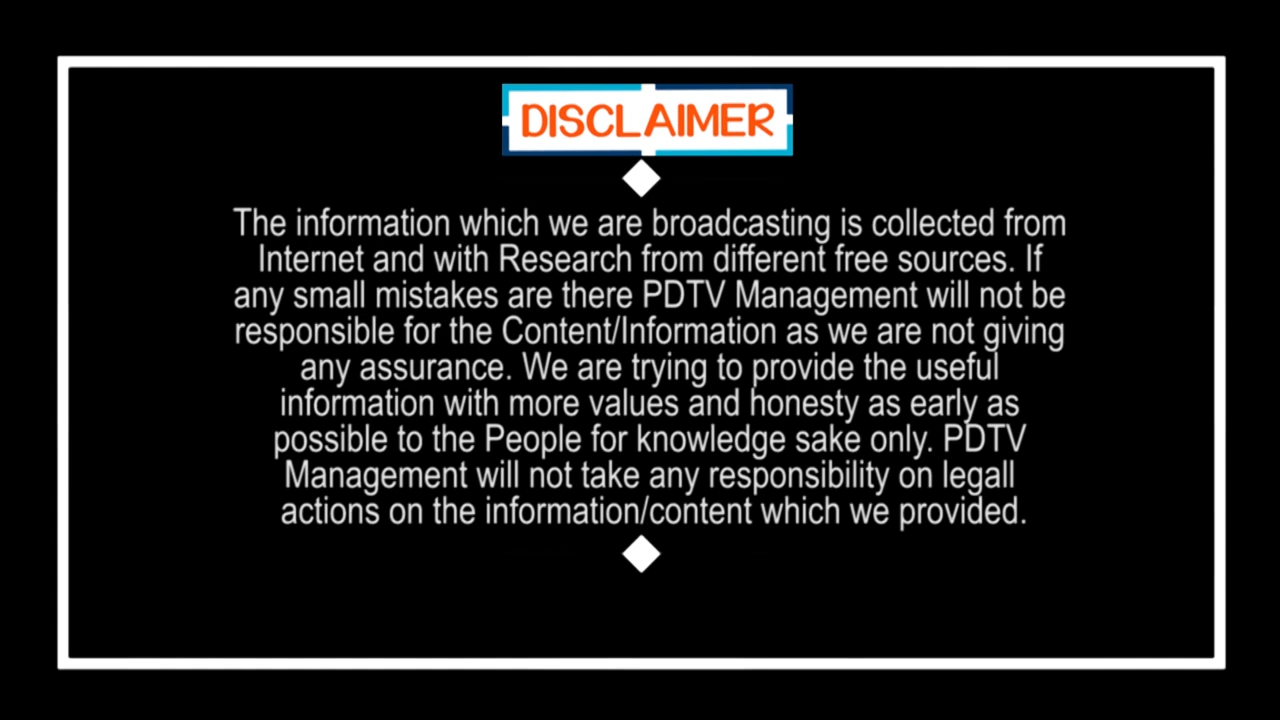 DISCLAIMER
The information which we are broadcasting is collected from
Internet and with Research from different free sources. If
any small mistakes are there PDTV Management will not be
responsible for the Content/Information as we are not giving
any assurance. We are trying to provide the useful
information with more values and honesty as early as
possible to the People for knowledge sake only. PDTV
Management will not take any responsibility on legall
actions on the information/content which we provided.